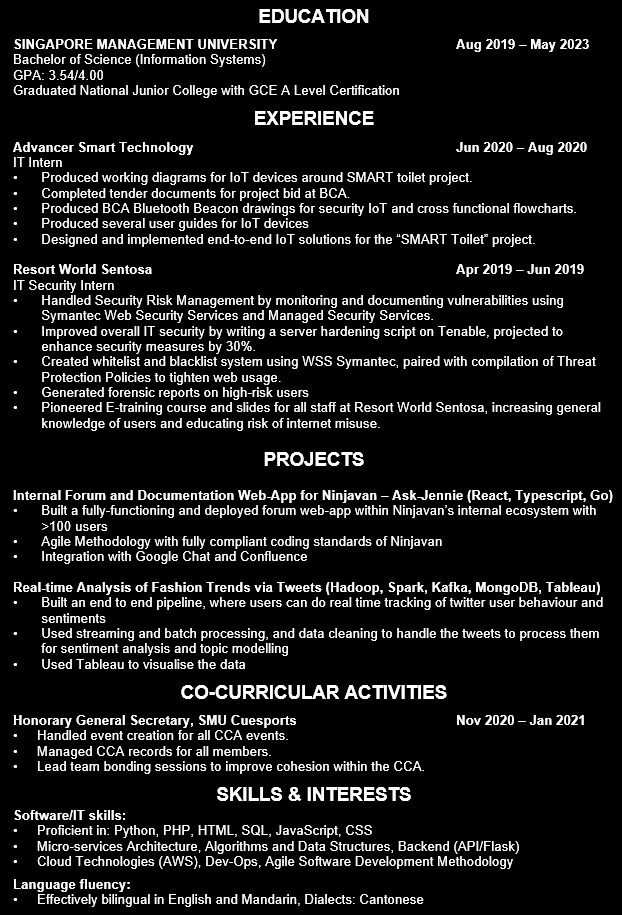 EDUCATION
SINGAPORE MANAGEMENT UNIVERSITY Aug 2019 – May 2023
Bachelor of Science (Information Systems)
GPA: 3.54/4.00
Graduated National Junior College with GCE A Level Certification
EXPERIENCE
Advancer Smart Technology Jun 2020 – Aug 2020
IT Intern
• Produced working diagrams for IoT devices around SMART toilet project.
• Completed tender documents for project bid at BCA.
• Produced BCA Bluetooth Beacon drawings for security IoT and cross functional flowcharts.
• Produced several user guides for IoT devices
• Designed and implemented end-to-end IoT solutions for the “SMART Toilet” project.
Resort World Sentosa Apr 2019 – Jun 2019
IT Security Intern
• Handled Security Risk Management by monitoring and documenting vulnerabilities using
Symantec Web Security Services and Managed Security Services.
• Improved overall IT security by writing a server hardening script on Tenable, projected to
enhance security measures by 30%.
• Created whitelist and blacklist system using WSS Symantec, paired with compilation of Threat
Protection Policies to tighten web usage.
• Generated forensic reports on high-risk users
• Pioneered E-training course and slides for all staff at Resort World Sentosa, increasing general
knowledge of users and educating risk of internet misuse.
PROJECTS
Internal Forum and Documentation Web-App for Ninjavan – Ask-Jennie (React, Typescript, Go)
• Built a fully-functioning and deployed forum web-app within Ninjavan’s internal ecosystem with
>100 users
• Agile Methodology with fully compliant coding standards of Ninjavan
• Integration with Google Chat and Confluence
Real-time Analysis of Fashion Trends via Tweets (Hadoop, Spark, Kafka, MongoDB, Tableau)
• Built an end to end pipeline, where users can do real time tracking of twitter user behaviour and
sentiments
• Used streaming and batch processing, and data cleaning to handle the tweets to process them
for sentiment analysis and topic modelling
• Used Tableau to visualise the data
CO-CURRICULAR ACTIVITIES
Honorary General Secretary, SMU Cuesports Nov 2020 – Jan 2021
• Handled event creation for all CCA events.
• Managed CCA records for all members.
• Lead team bonding sessions to improve cohesion within the CCA.
SKILLS & INTERESTS
Software/IT skills:
• Proficient in: Python, PHP, HTML, SQL, JavaScript, CSS
• Micro-services Architecture, Algorithms and Data Structures, Backend (API/Flask)
• Cloud Technologies (AWS), Dev-Ops, Agile Software Development Methodology
Language fluency:
• Effectively bilingual in English and Mandarin, Dialects: Cantonese